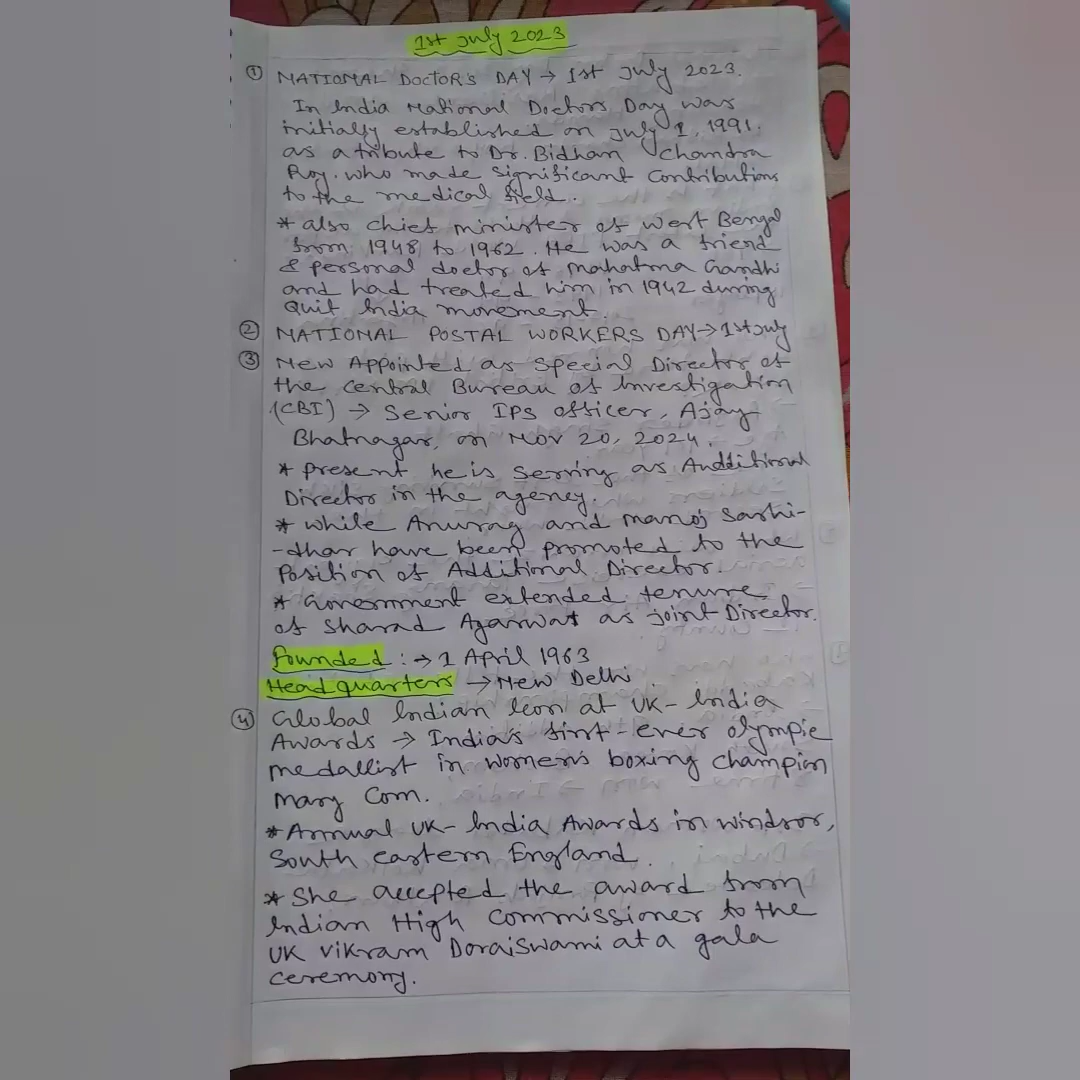 1st July 2023
① NATIONAL DOCTOR'S DAY → 1st July 2023.
In India National Doctors Day was
initially established on July 1, 1991.
as a tribute to Dr. Bidhan Chandra
Roy. who made significant contributions
to the medical field.
* also chief minister of West Bengal
from 1948 to 1962. He was a friend
& personal doctor of Mahatma Gandhi
and had treated him in 1942 during
Quit India movement.
② NATIONAL POSTAL WORKERS DAY → 1st July
③ New Appointed as Special Director of
the Central Bureau of Investigation
(CBI) → Senior IPS officer, Ajay
Bhatnagar, on Nov 20, 2024.
* present he is serving as Audditional
Director in the agency.
* while Anurag and manoj Sashi-
-dhar have been promoted to the
Position of Additional Director.
* Government extended tenure
of Sharad Agarwal as joint Director.
Founded : → 1 April 1963
Headquarters → New Delhi
④ Global Indian Icon at UK-India
Awards → India's first-ever olympic
medallist in women's boxing champion
Mary Com.
* Annual UK-India Awards in windsor,
South eastern England.
* She accepted the award from
Indian High Commissioner to the
UK Vikram Doraiswami at a gala
ceremony.